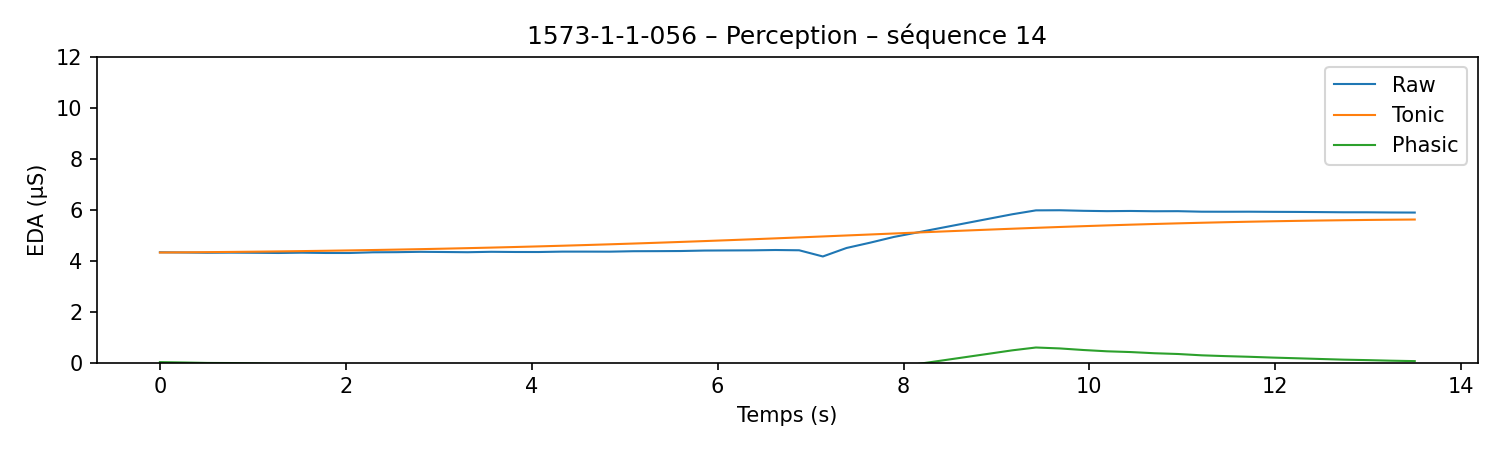 1573-1-1-056 – Perception – séquence 14
EDA (µS)
12
10
8
6
4
2
0
Raw
Tonic
Phasic
0 2 4 6 8 10 12 14
Temps (s)